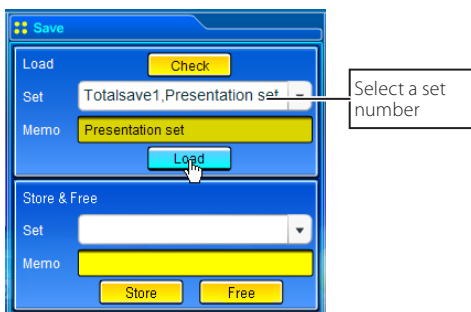 Save
Load Check
Set Totalsave1,Presentation set
Select a set
number
Memo Presentation set
Load
Store & Free
Set
Memo
Store Free